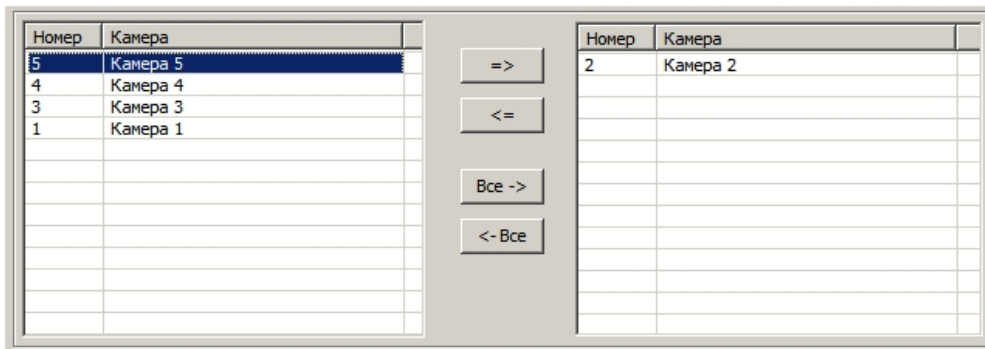 Номер Камера
5 Камера 5
4 Камера 4
3 Камера 3
1 Камера 1
=>
<=
Все ->
<- Все
Номер Камера
2 Камера 2